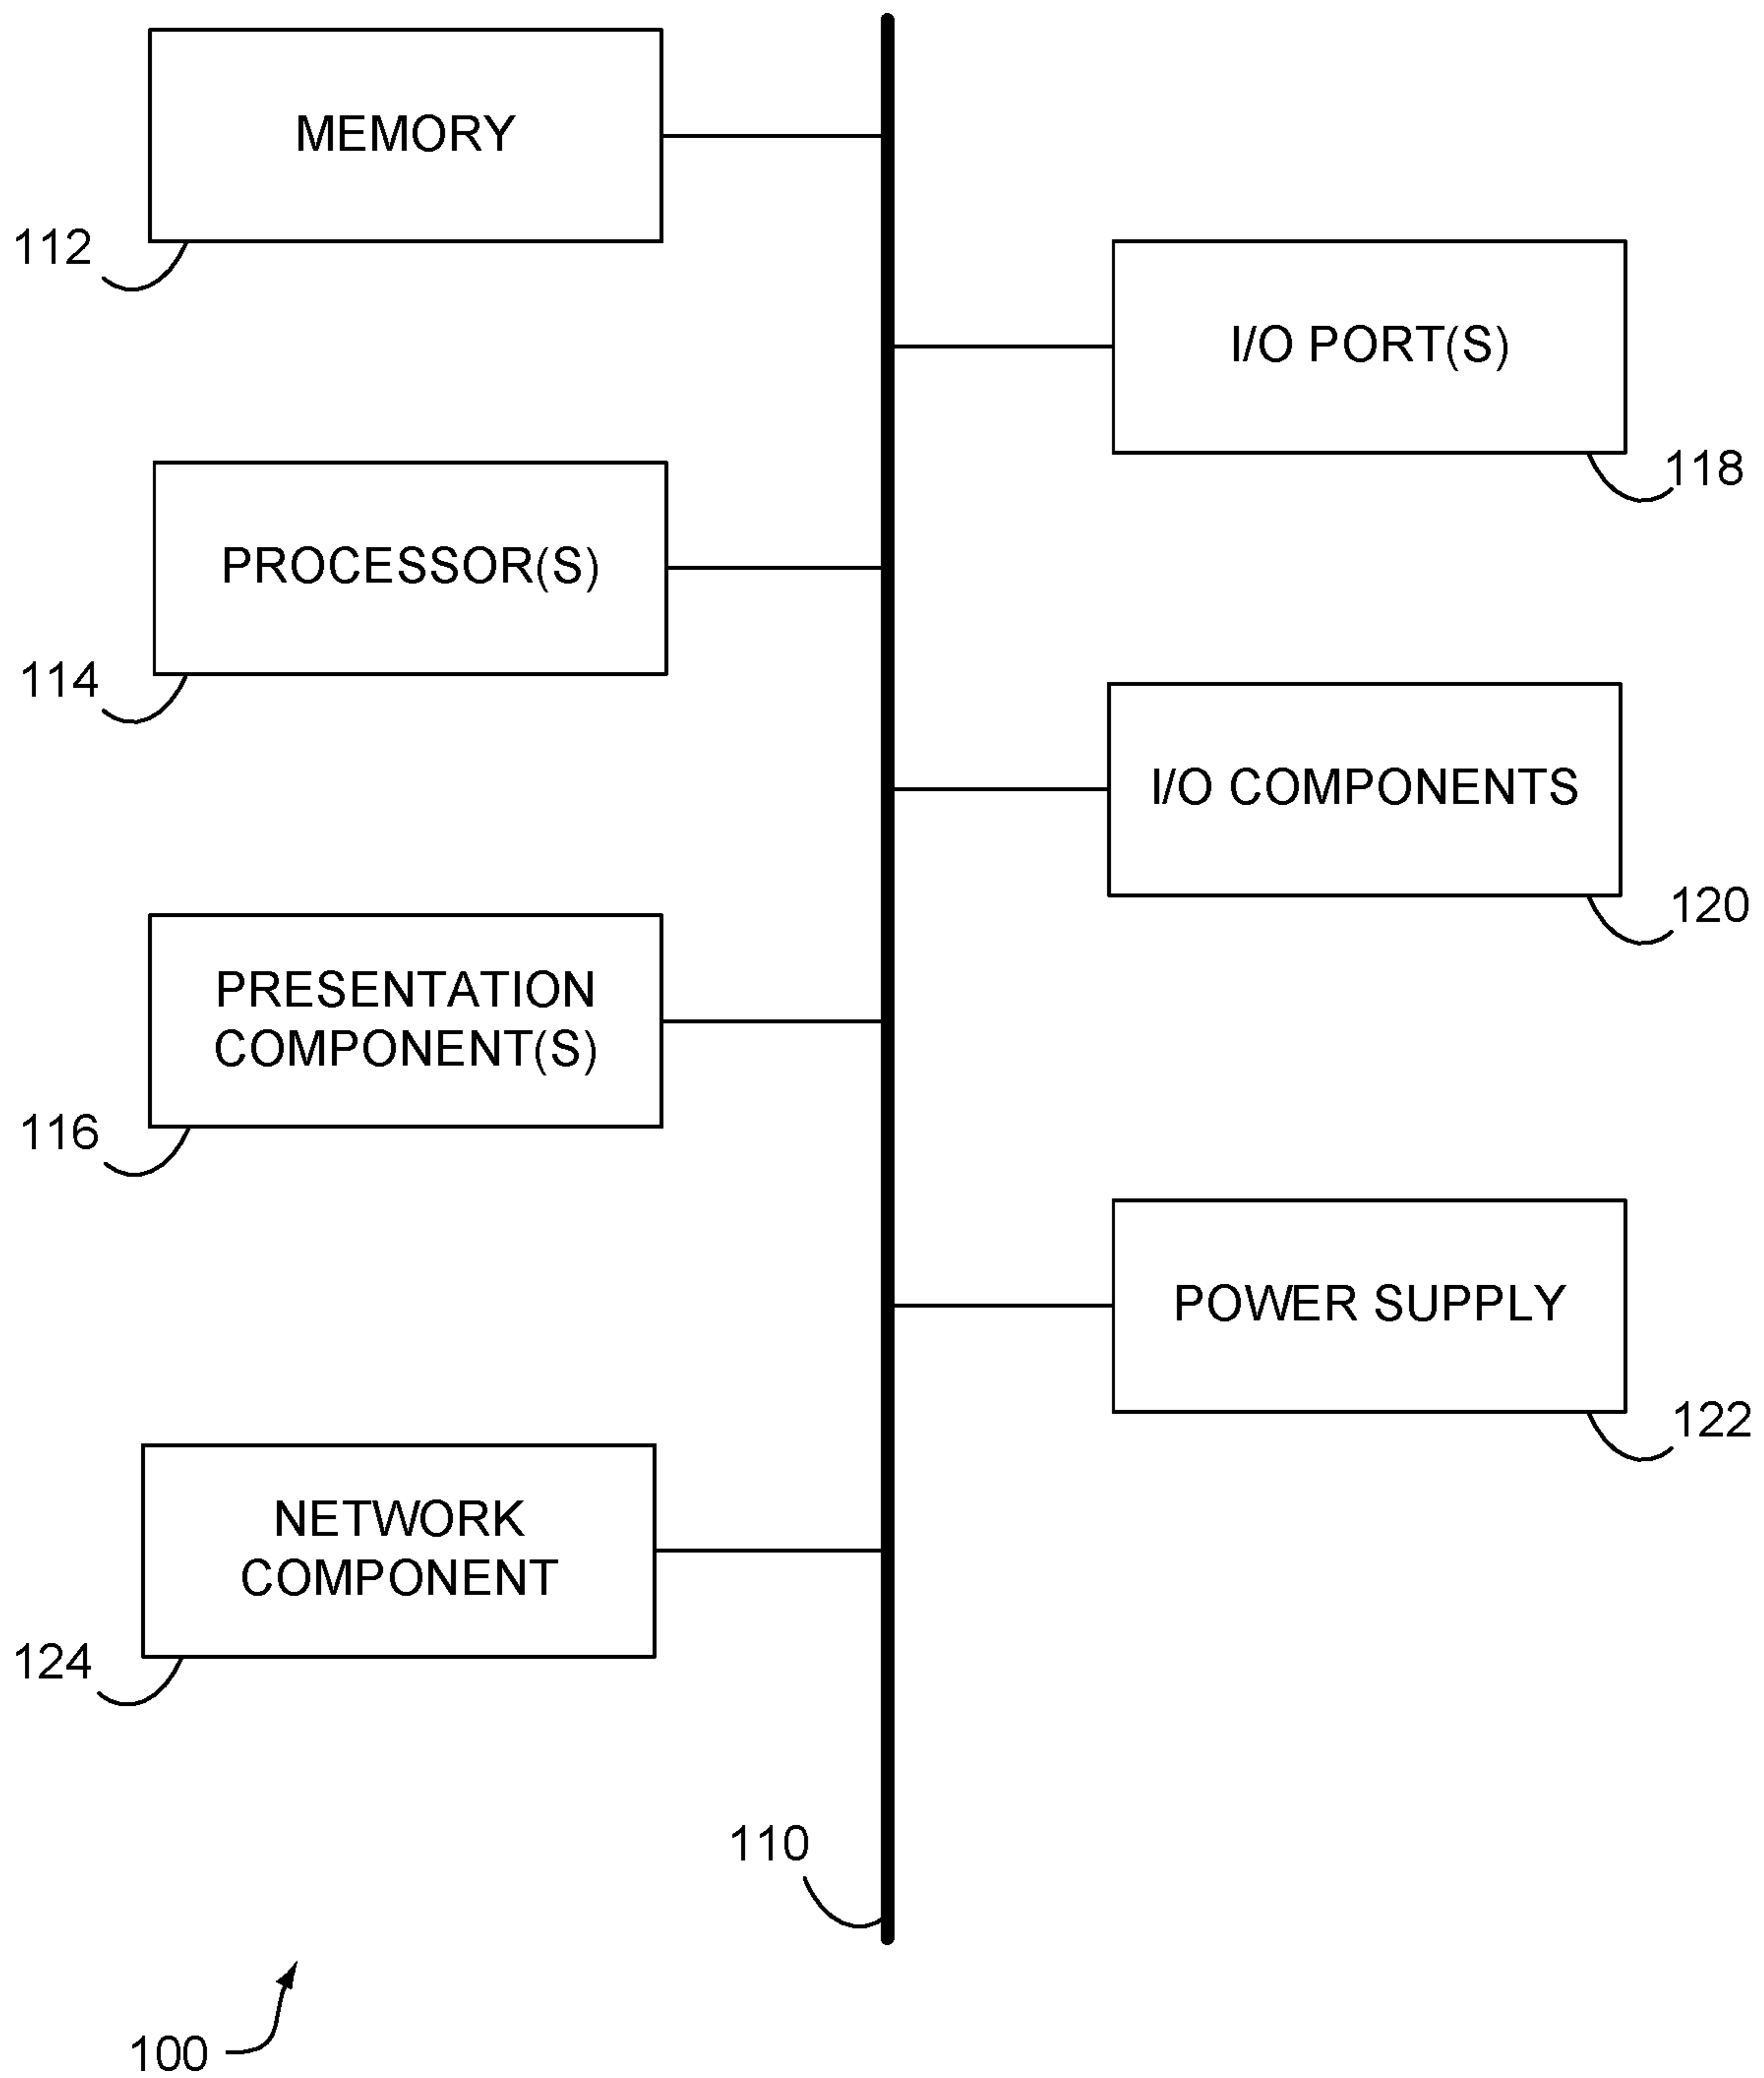 MEMORY
112
I/O PORT(S)
118
PROCESSOR(S)
114
I/O COMPONENTS
120
PRESENTATION
COMPONENT(S)
116
POWER SUPPLY
122
NETWORK
COMPONENT
124
110
100